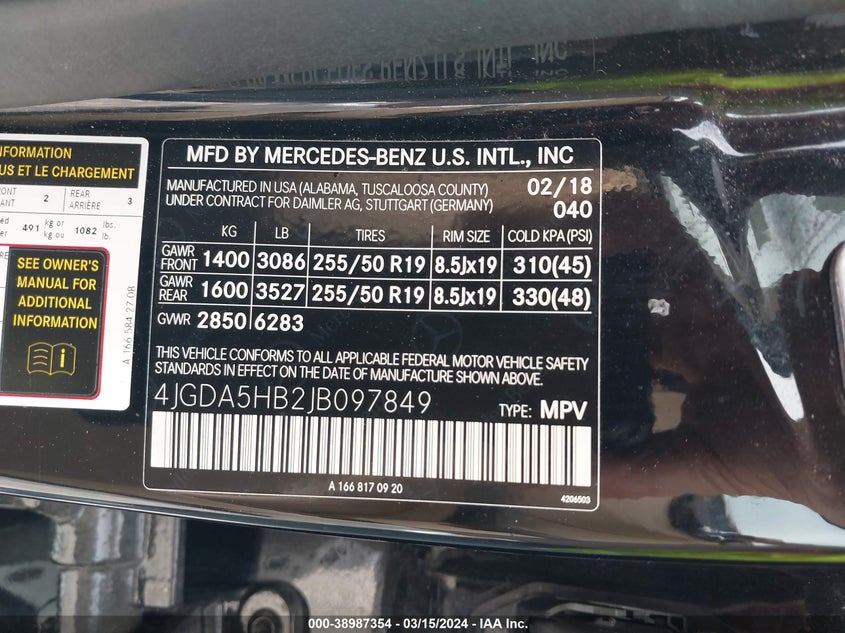 NFORMATION
US ET LE CHARGEMENT
RONT 2 REAR 3
ANT ARRIÈRE
491 kg or 1082 lbs.
kg ou lb.
SEE OWNER'S
MANUAL FOR
ADDITIONAL
INFORMATION
A 166 584 27 08
MFD BY MERCEDES-BENZ U.S. INTL., INC
MANUFACTURED IN USA (ALABAMA, TUSCALOOSA COUNTY) 02/18
UNDER CONTRACT FOR DAIMLER AG, STUTTGART (GERMANY) 040
KG LB TIRES RIM SIZE COLD KPA (PSI)
GAWR FRONT 1400 3086 255/50 R19 8.5Jx19 310(45)
GAWR REAR 1600 3527 255/50 R19 8.5Jx19 330(48)
GVWR 2850 6283
THIS VEHICLE CONFORMS TO ALL APPLICABLE FEDERAL MOTOR VEHICLE SAFETY
STANDARDS IN EFFECT ON THE DATE OF MANUFACTURE SHOWN ABOVE.
4JGDA5HB2JB097849 TYPE: MPV
A 166 817 09 20
4206503
000-38987354 - 03/15/2024 - IAA Inc.